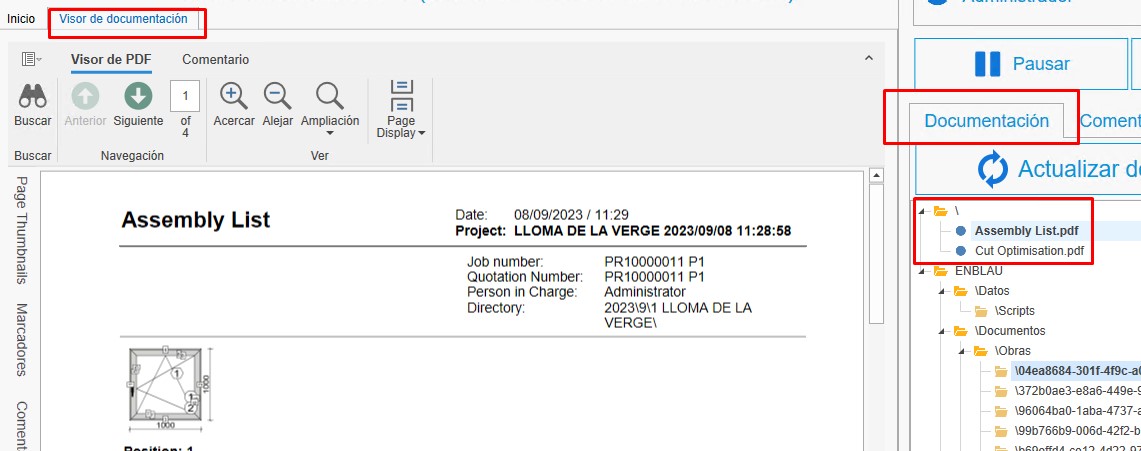 Inicio
Visor de documentación
Visor de PDF
Comentario
Buscar
Anterior
Siguiente
1
of
4
Acercar
Alejar
Ampliación
Page
Display
Buscar
Navegación
Ver
Page Thumbnails
Marcadores
Coment
Assembly List
Date: 08/09/2023 / 11:29
Project: LLOMA DE LA VERGE 2023/09/08 11:28:58
Job number: PR10000011 P1
Quotation Number: PR10000011 P1
Person in Charge: Administrator
Directory: 2023\9\1 LLOMA DE LA
VERGE\
1
1
2
1000
1000
Position: 1
Administrador
Pausar
Documentación
Coment
Actualizar de
\
Assembly List.pdf
Cut Optimisation.pdf
ENBLAU
\Datos
\Scripts
\Documentos
\Obras
\04ea8684-301f-4f9c-a0
\372b0ae3-e8a6-449e-9
\96064ba0-1aba-4737-a
\99b766b9-006d-42f2-b